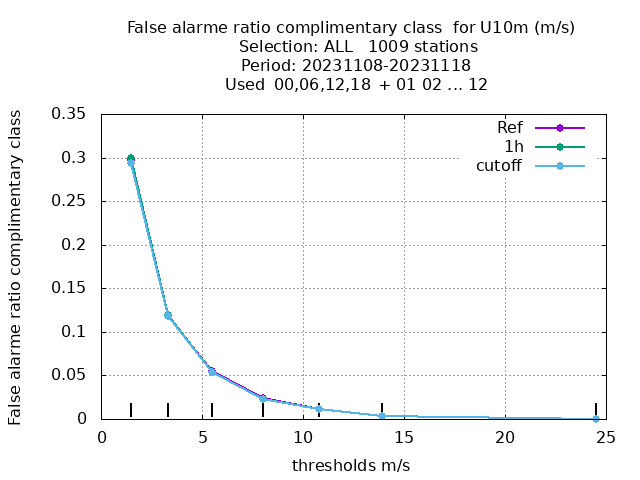 False alarme ratio complimentary class  for U10m (m/s)
Selection: ALL   1009 stations
Period: 20231108-20231118
Used  00,06,12,18  + 01 02 ... 12
False alarme ratio complimentary class
0.35
0.3
0.25
0.2
0.15
0.1
0.05
0
Ref
1h
cutoff
0 5 10 15 20 25
thresholds m/s